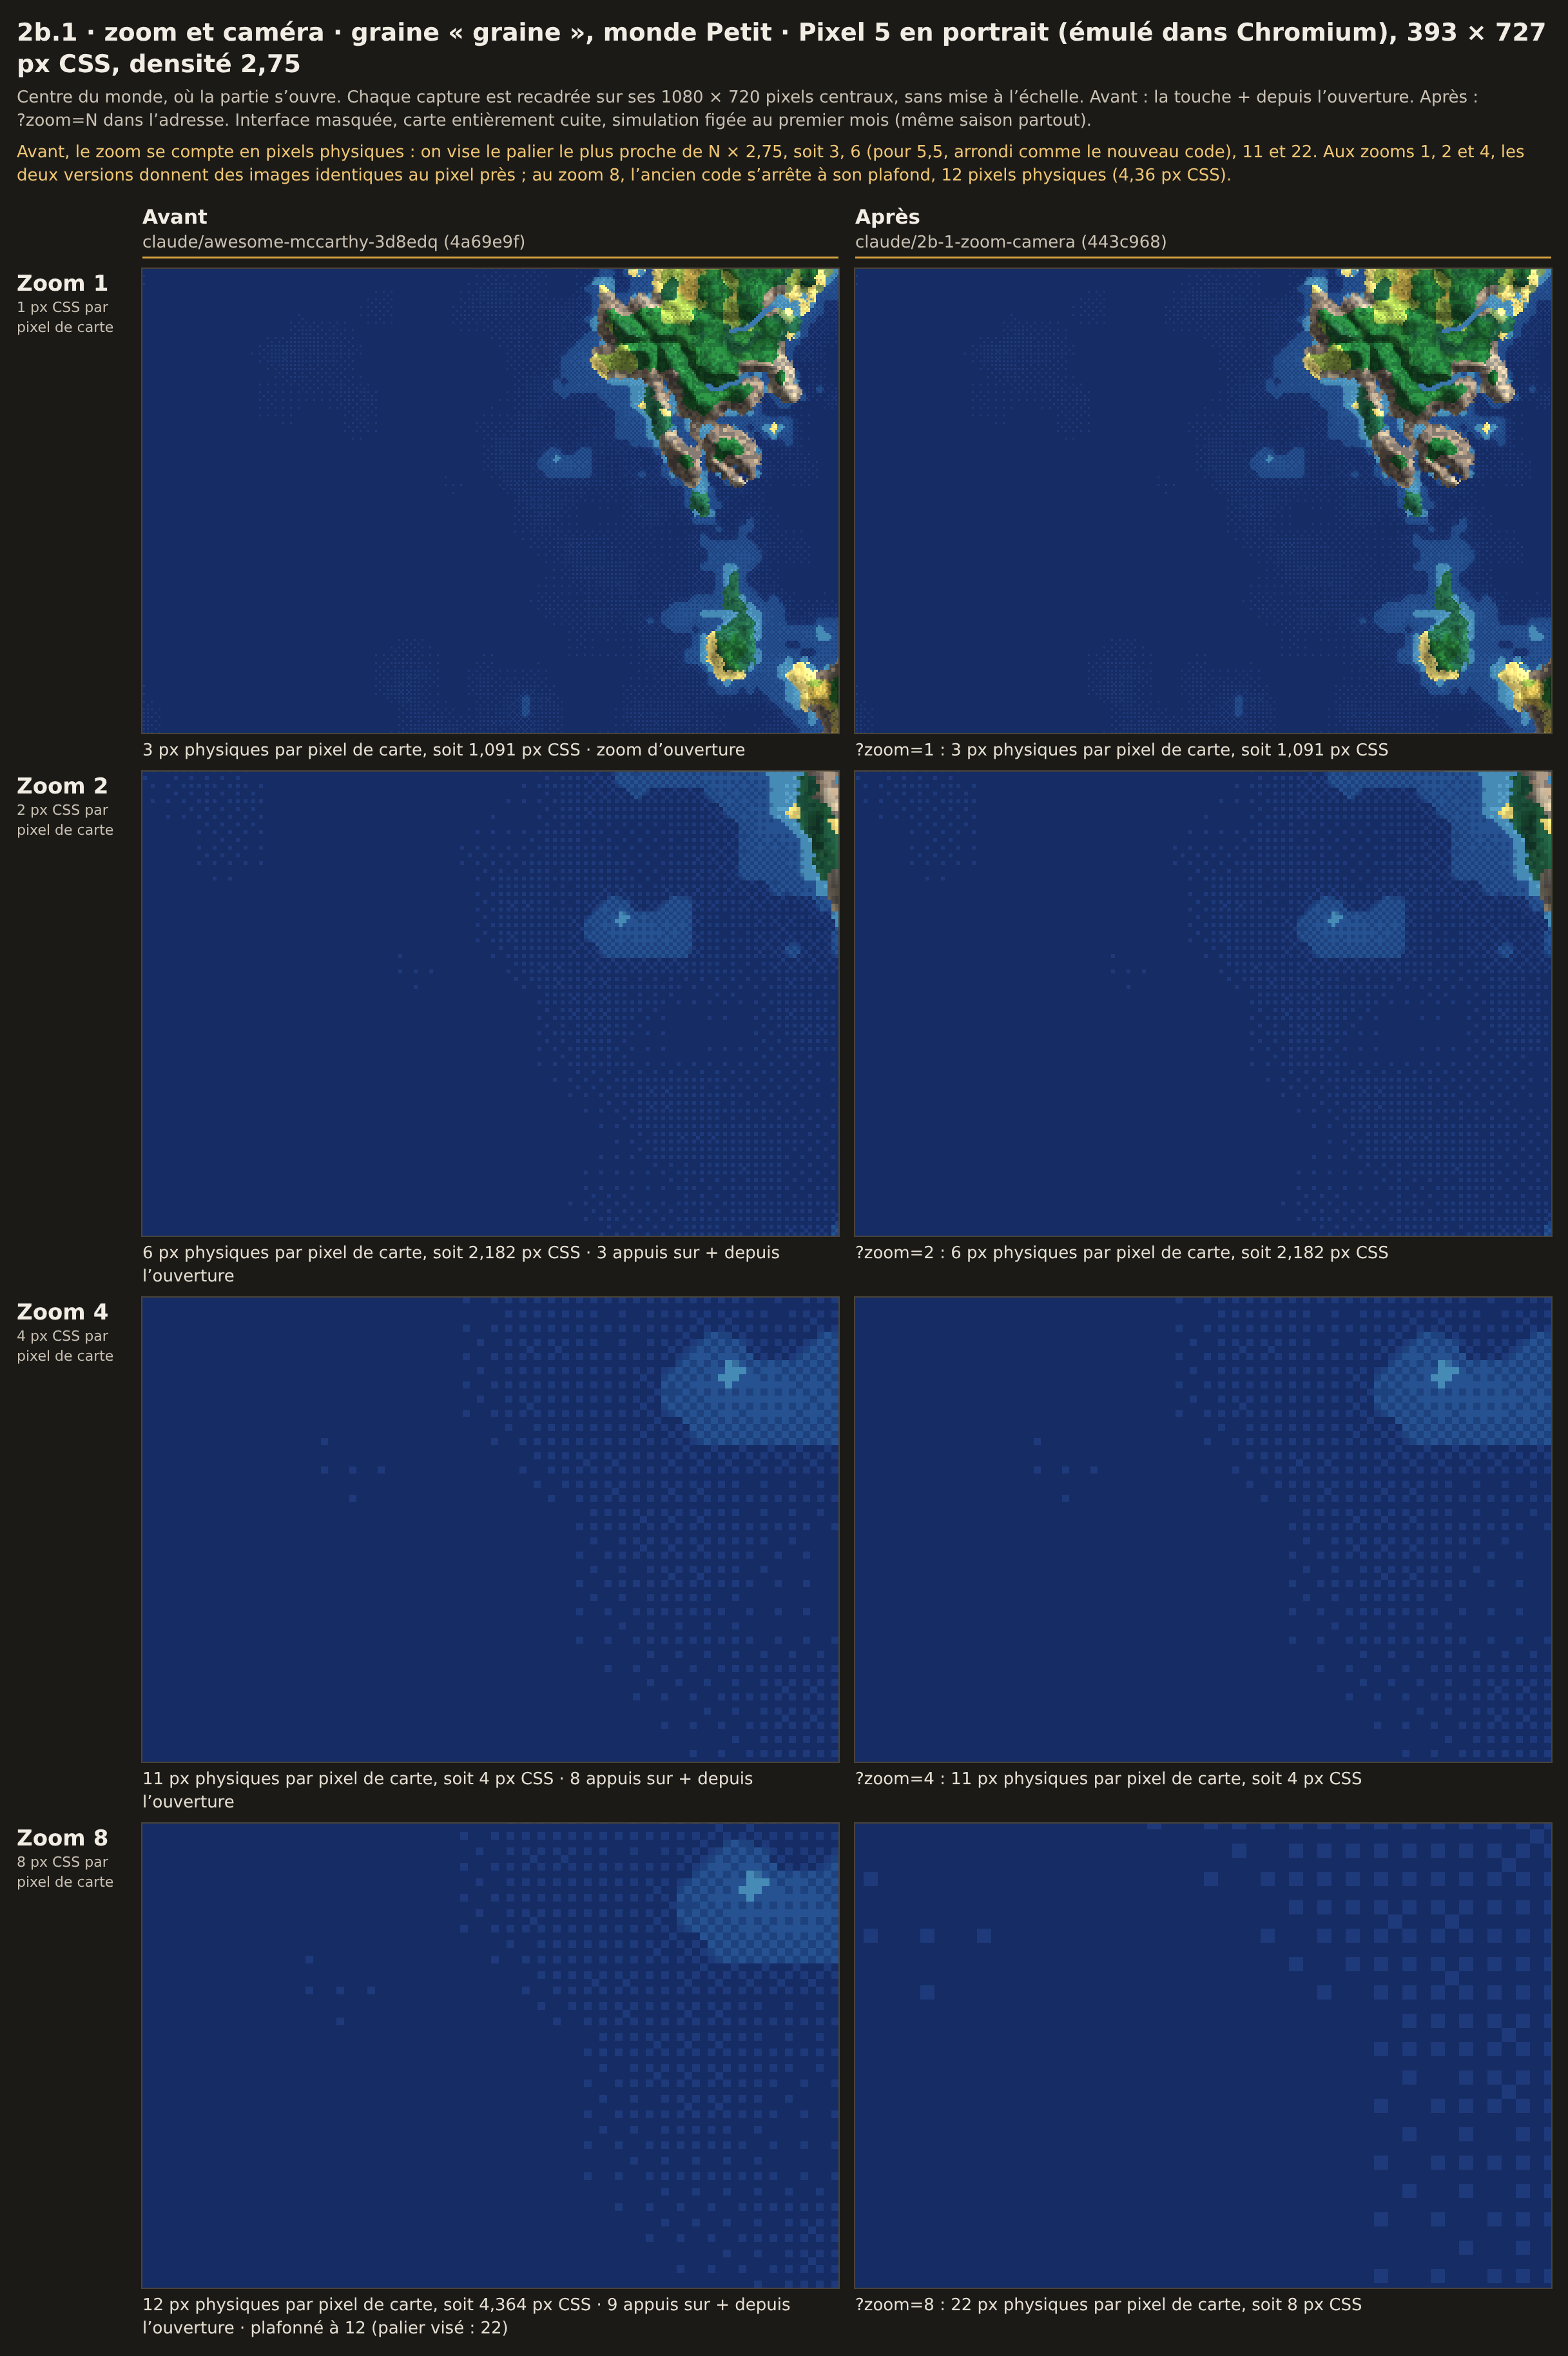 2b.1 · zoom et caméra · graine « graine », monde Petit · Pixel 5 en portrait (émulé dans Chromium), 393 × 727
px CSS, densité 2,75
Centre du monde, où la partie s’ouvre. Chaque capture est recadrée sur ses 1080 × 720 pixels centraux, sans mise à l’échelle. Avant : la touche + depuis l’ouverture. Après :
?zoom=N dans l’adresse. Interface masquée, carte entièrement cuite, simulation figée au premier mois (même saison partout).
Avant, le zoom se compte en pixels physiques : on vise le palier le plus proche de N × 2,75, soit 3, 6 (pour 5,5, arrondi comme le nouveau code), 11 et 22. Aux zooms 1, 2 et 4, les
deux versions donnent des images identiques au pixel près ; au zoom 8, l’ancien code s’arrête à son plafond, 12 pixels physiques (4,36 px CSS).
Avant
claude/awesome-mccarthy-3d8edq (4a69e9f)
Après
claude/2b-1-zoom-camera (443c968)
Zoom 1
1 px CSS par
pixel de carte
3 px physiques par pixel de carte, soit 1,091 px CSS · zoom d’ouverture
?zoom=1 : 3 px physiques par pixel de carte, soit 1,091 px CSS
Zoom 2
2 px CSS par
pixel de carte
6 px physiques par pixel de carte, soit 2,182 px CSS · 3 appuis sur + depuis
l’ouverture
?zoom=2 : 6 px physiques par pixel de carte, soit 2,182 px CSS
Zoom 4
4 px CSS par
pixel de carte
11 px physiques par pixel de carte, soit 4 px CSS · 8 appuis sur + depuis
l’ouverture
?zoom=4 : 11 px physiques par pixel de carte, soit 4 px CSS
Zoom 8
8 px CSS par
pixel de carte
12 px physiques par pixel de carte, soit 4,364 px CSS · 9 appuis sur + depuis
l’ouverture · plafonné à 12 (palier visé : 22)
?zoom=8 : 22 px physiques par pixel de carte, soit 8 px CSS